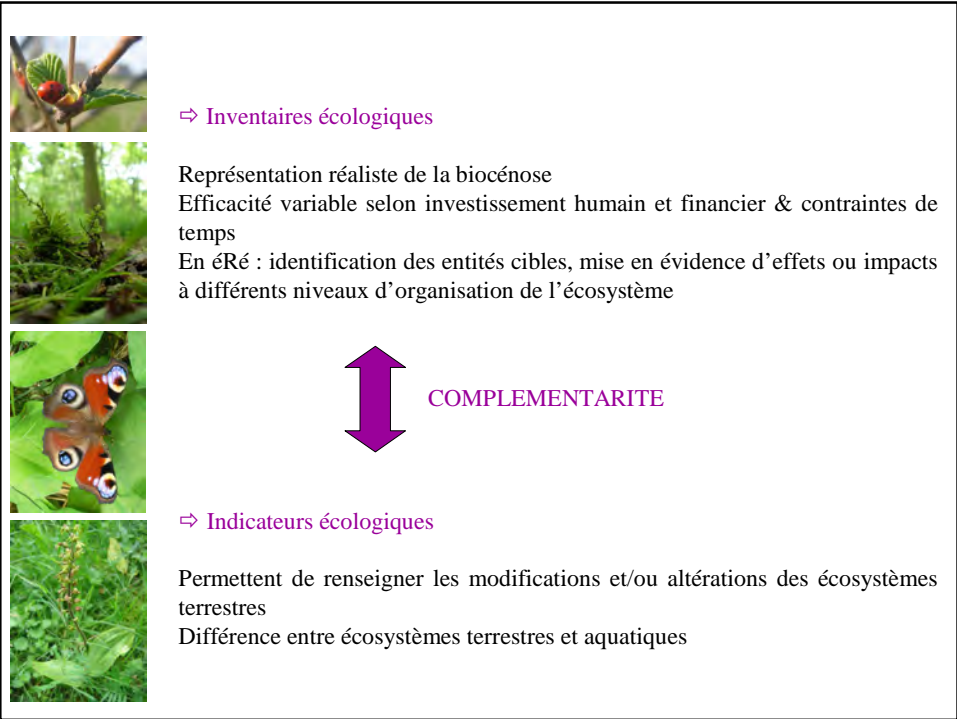 ⇨ Inventaires écologiques
Représentation réaliste de la biocénose
Efficacité variable selon investissement humain et financier & contraintes de
temps
En éRé : identification des entités cibles, mise en évidence d’effets ou impacts
à différents niveaux d’organisation de l’écosystème
COMPLEMENTARITE
⇨ Indicateurs écologiques
Permettent de renseigner les modifications et/ou altérations des écosystèmes
terrestres
Différence entre écosystèmes terrestres et aquatiques